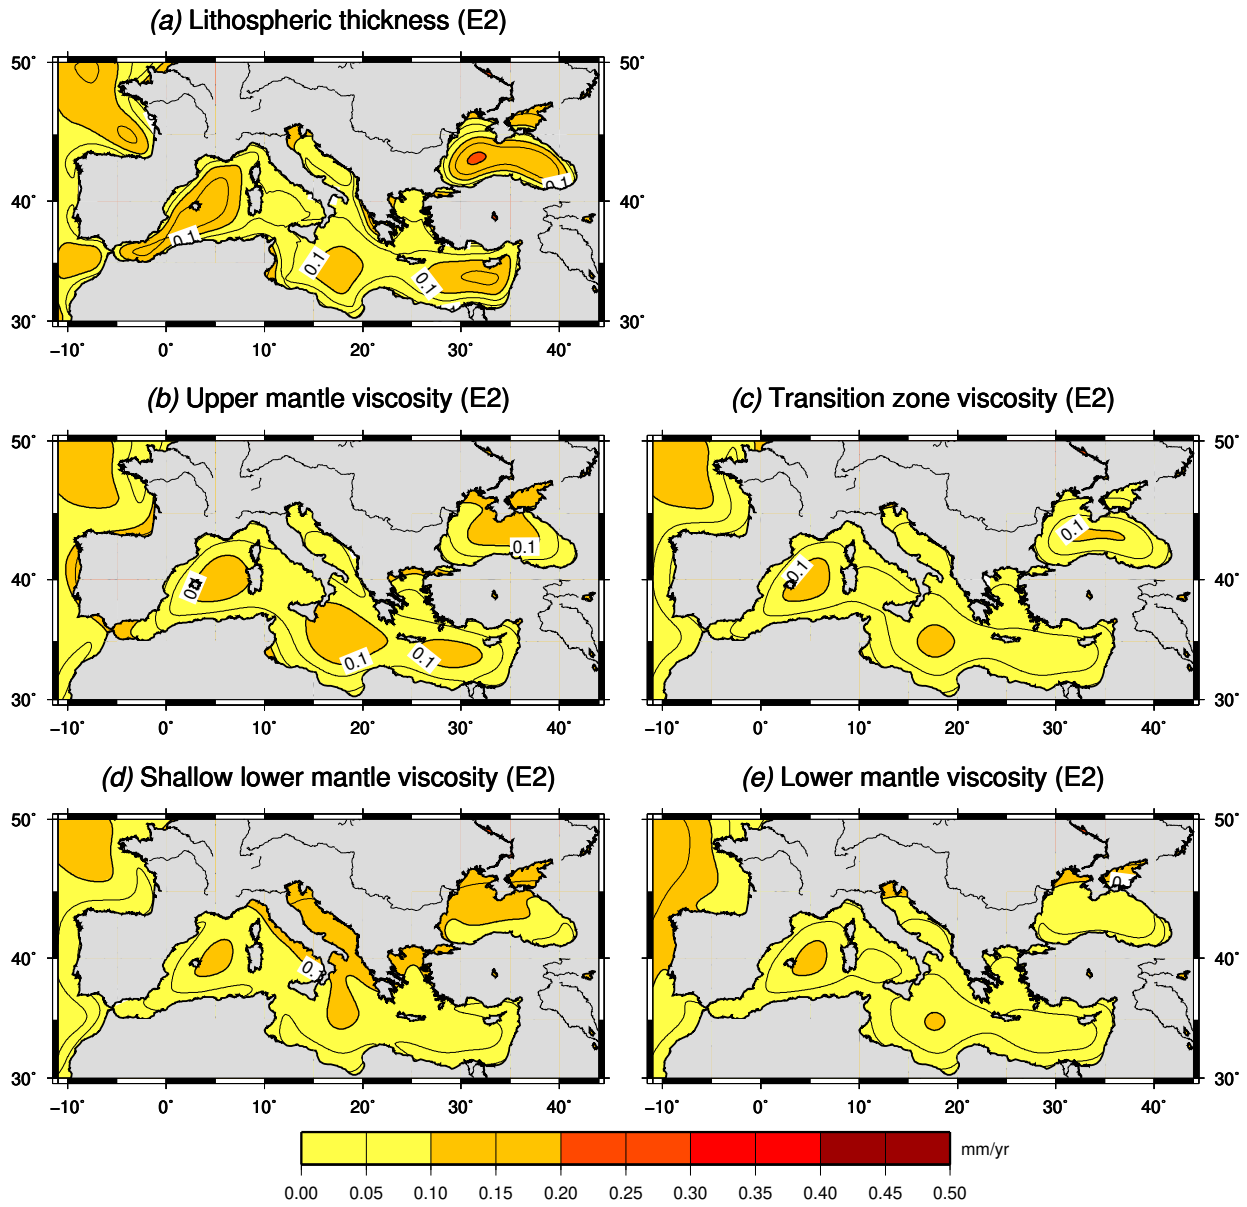 (a) Lithospheric thickness (E2)
50° 50°
40° 40°
30° 30°
0.1 0.1 0.1 0.1
−10° 0° 10° 20° 30° 40°
(b) Upper mantle viscosity (E2)
50°
40°
30°
0.1 0.1 0.1
−10° 0° 10° 20° 30° 40°
(c) Transition zone viscosity (E2)
50°
40°
30°
0.1 0.1
−10° 0° 10° 20° 30° 40°
(d) Shallow lower mantle viscosity (E2)
50°
40°
30°
−10° 0° 10° 20° 30° 40°
(e) Lower mantle viscosity (E2)
50°
40°
30°
−10° 0° 10° 20° 30° 40°
mm/yr
0.00 0.05 0.10 0.15 0.20 0.25 0.30 0.35 0.40 0.45 0.50